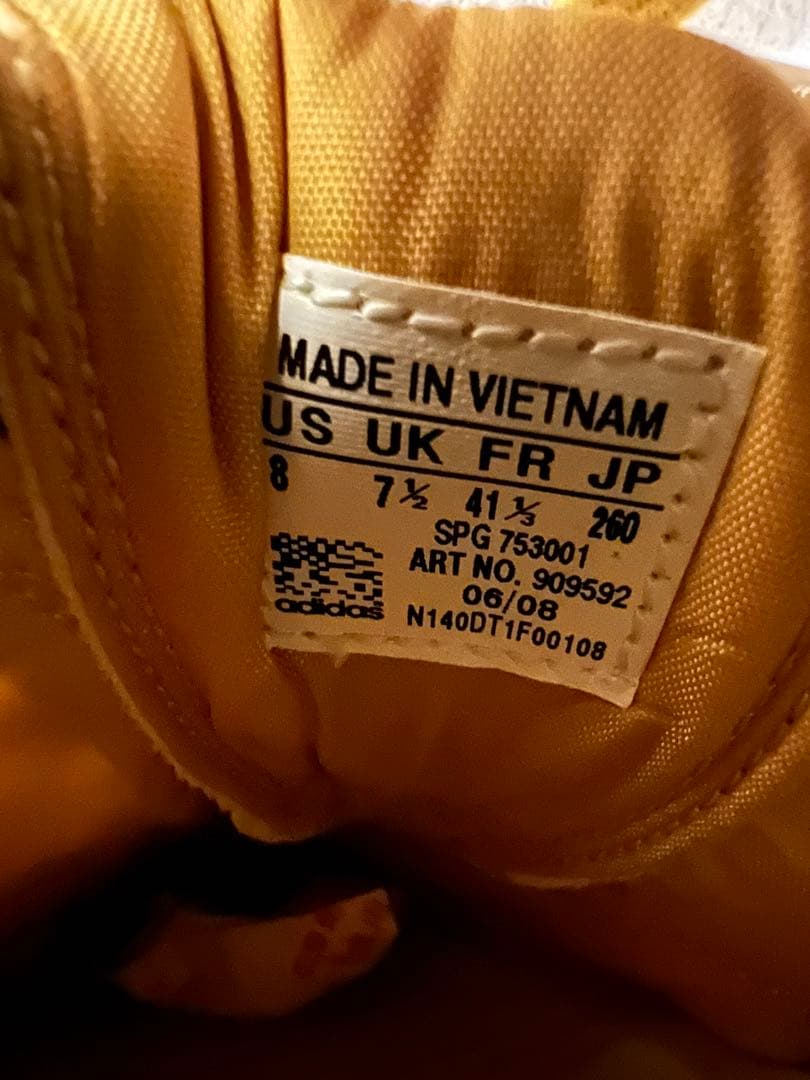 MADE IN VIETNAM
US UK FR JP
8 7½ 41⅓ 260
SPG 753001
ART NO. 909592
06/08
adidas N140DT1F00108